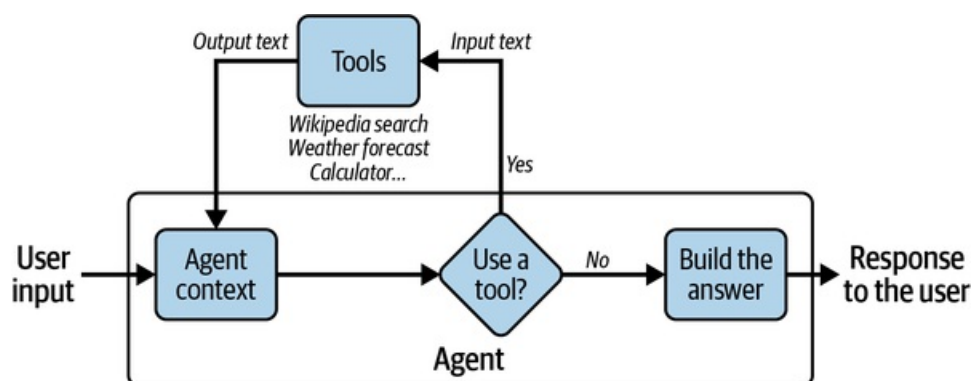 Output text
Tools
Input text
Wikipedia search
Weather forecast
Calculator...
Yes
User
input
Agent
context
Use a
tool?
No
Build the
answer
Response
to the user
Agent